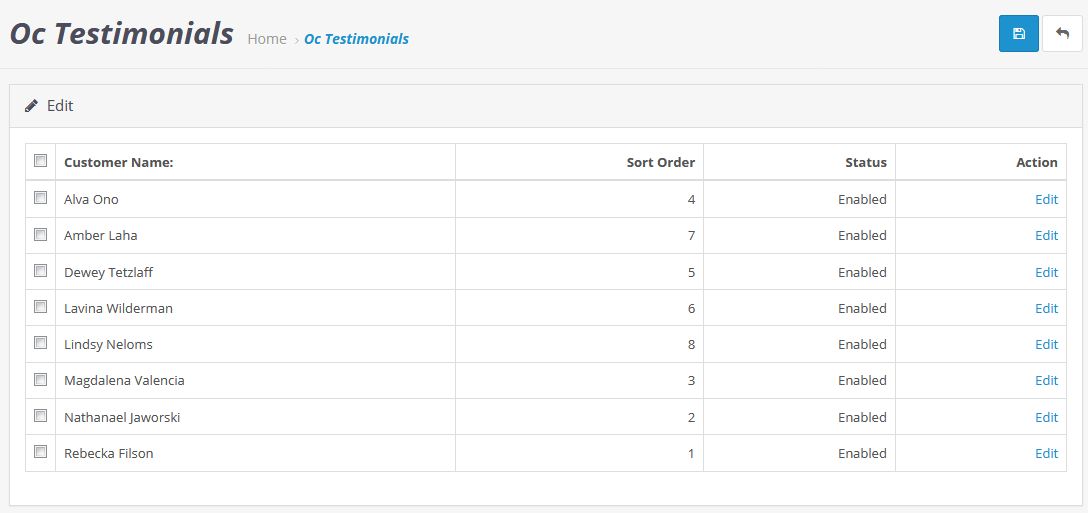 Oc Testimonials Home › Oc Testimonials
Edit
Customer Name: Sort Order Status Action
Alva Ono 4 Enabled Edit
Amber Laha 7 Enabled Edit
Dewey Tetzlaff 5 Enabled Edit
Lavina Wilderman 6 Enabled Edit
Lindsy Neloms 8 Enabled Edit
Magdalena Valencia 3 Enabled Edit
Nathanael Jaworski 2 Enabled Edit
Rebecka Filson 1 Enabled Edit